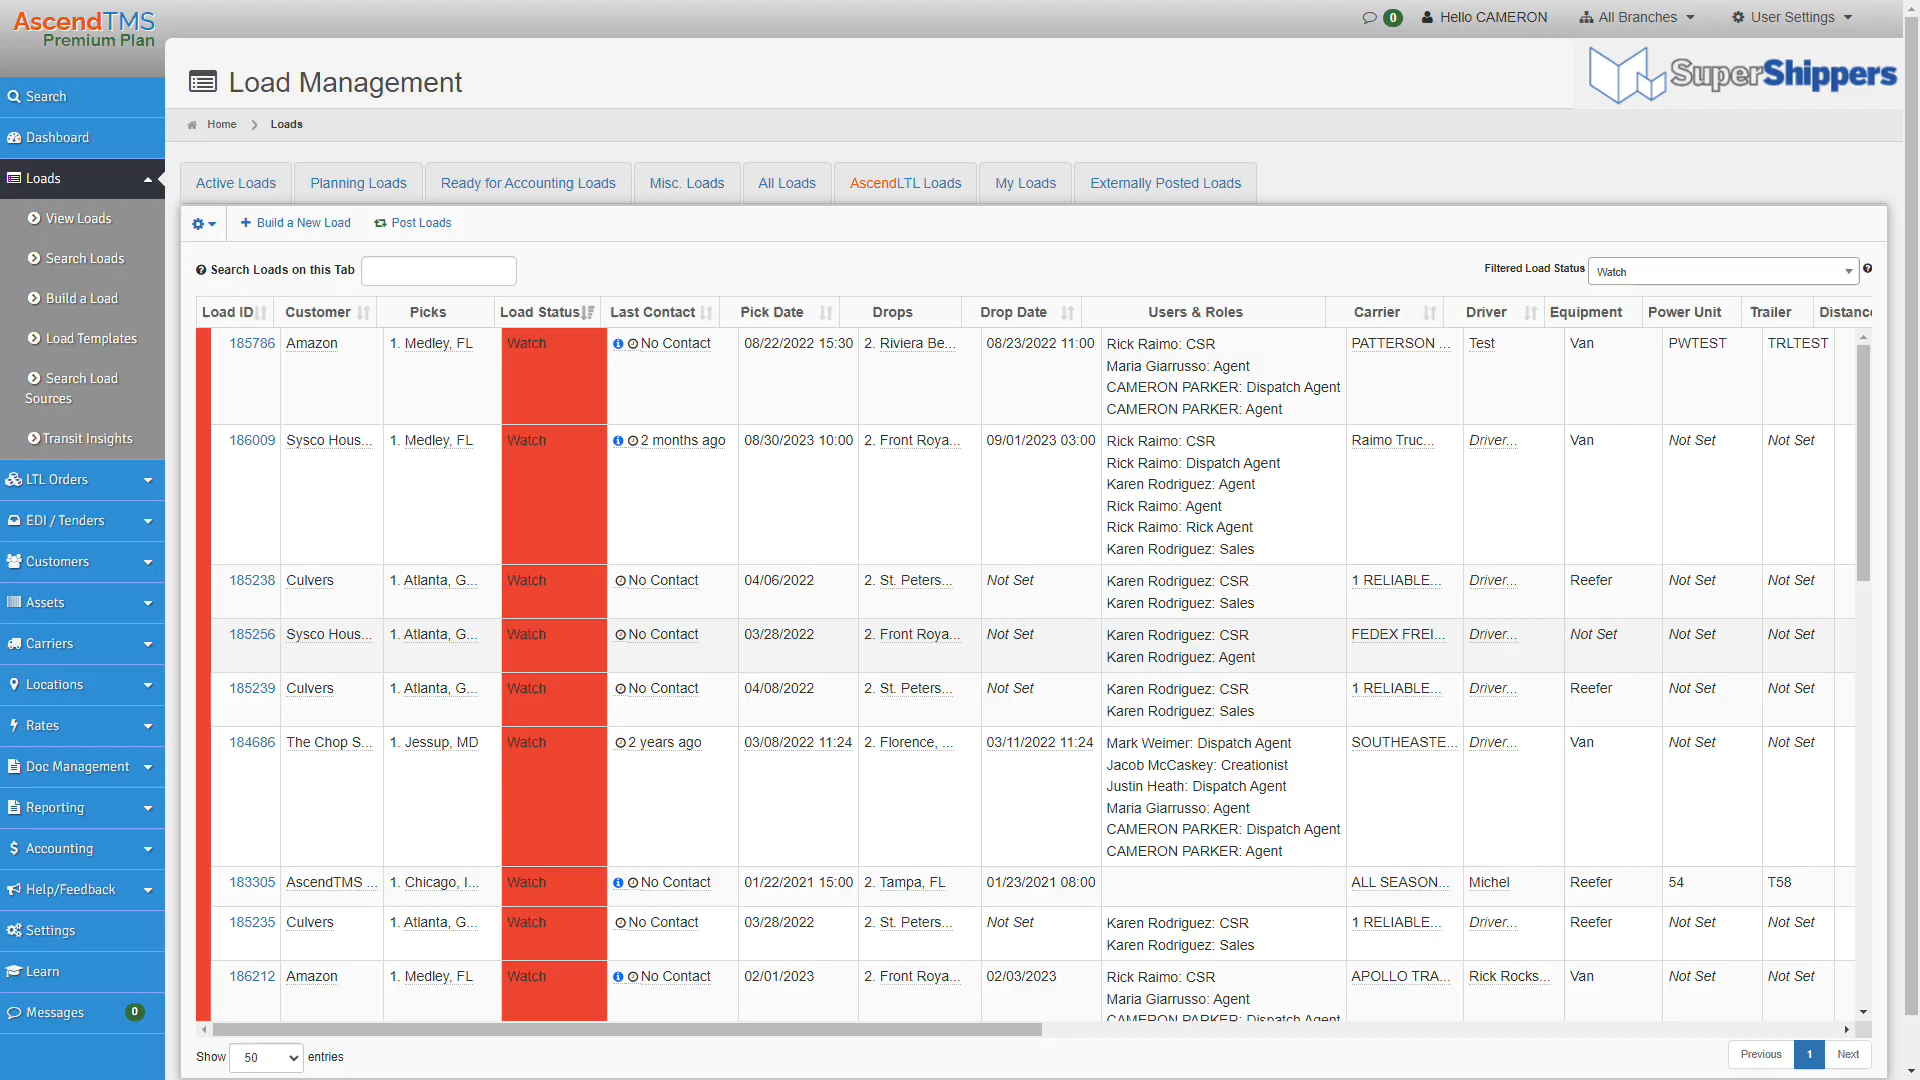 AscendTMS
Premium Plan
0
Hello CAMERON
All Branches
User Settings
Load Management
SuperShippers
Home
Loads
Search
Dashboard
Loads
View Loads
Search Loads
Build a Load
Load Templates
Search Load
Sources
Transit Insights
LTL Orders
EDI / Tenders
Customers
Assets
Carriers
Locations
Rates
Doc Management
Reporting
Accounting
Help/Feedback
Settings
Learn
Messages 0
Active Loads Planning Loads Ready for Accounting Loads Misc. Loads All Loads AscendLTL Loads My Loads Externally Posted Loads
Build a New Load Post Loads
Search Loads on this Tab
Filtered Load Status Watch
Load ID Customer Picks Load Status Last Contact Pick Date Drops Drop Date Users & Roles Carrier Driver Equipment Power Unit Trailer Distanc
185786 Amazon 1. Medley, FL Watch No Contact 08/22/2022 15:30 2. Riviera Be... 08/23/2022 11:00 Rick Raimo: CSR PATTERSON ... Test Van PWTEST TRLTEST
Maria Giarrusso: Agent
CAMERON PARKER: Dispatch Agent
CAMERON PARKER: Agent
186009 Sysco Hous... 1. Medley, FL Watch 2 months ago 08/30/2023 10:00 2. Front Roya... 09/01/2023 03:00 Rick Raimo: CSR Raimo Truc... Driver... Van Not Set Not Set
Rick Raimo: Dispatch Agent
Karen Rodriguez: Agent
Rick Raimo: Agent
Rick Raimo: Rick Agent
Karen Rodriguez: Sales
185238 Culvers 1. Atlanta, G... Watch No Contact 04/06/2022 2. St. Peters... Not Set Karen Rodriguez: CSR 1 RELIABLE... Driver... Reefer Not Set Not Set
Karen Rodriguez: Sales
185256 Sysco Hous... 1. Atlanta, G... Watch No Contact 03/28/2022 2. Front Roya... Not Set Karen Rodriguez: CSR FEDEX FREI... Driver... Not Set Not Set Not Set
Karen Rodriguez: Agent
185239 Culvers 1. Atlanta, G... Watch No Contact 04/08/2022 2. St. Peters... Not Set Karen Rodriguez: CSR 1 RELIABLE... Driver... Reefer Not Set Not Set
Karen Rodriguez: Sales
184686 The Chop S... 1. Jessup, MD Watch 2 years ago 03/08/2022 11:24 2. Florence, ... 03/11/2022 11:24 Mark Weimer: Dispatch Agent SOUTHEASTE... Driver... Van Not Set Not Set
Jacob McCaskey: Creationist
Justin Heath: Dispatch Agent
Maria Giarrusso: Agent
CAMERON PARKER: Dispatch Agent
CAMERON PARKER: Agent
183305 AscendTMS ... 1. Chicago, I... Watch No Contact 01/22/2021 15:00 2. Tampa, FL 01/23/2021 08:00 ALL SEASON... Michel Reefer 54 T58
185235 Culvers 1. Atlanta, G... Watch No Contact 03/28/2022 2. St. Peters... Not Set Karen Rodriguez: CSR 1 RELIABLE... Driver... Reefer Not Set Not Set
Karen Rodriguez: Sales
186212 Amazon 1. Medley, FL Watch No Contact 02/01/2023 2. Front Roya... 02/03/2023 Rick Raimo: CSR APOLLO TRA... Rick Rocks... Van Not Set Not Set
Maria Giarrusso: Agent
CAMERON PARKER: Dispatch Agent
Show 50 entries
Previous 1 Next